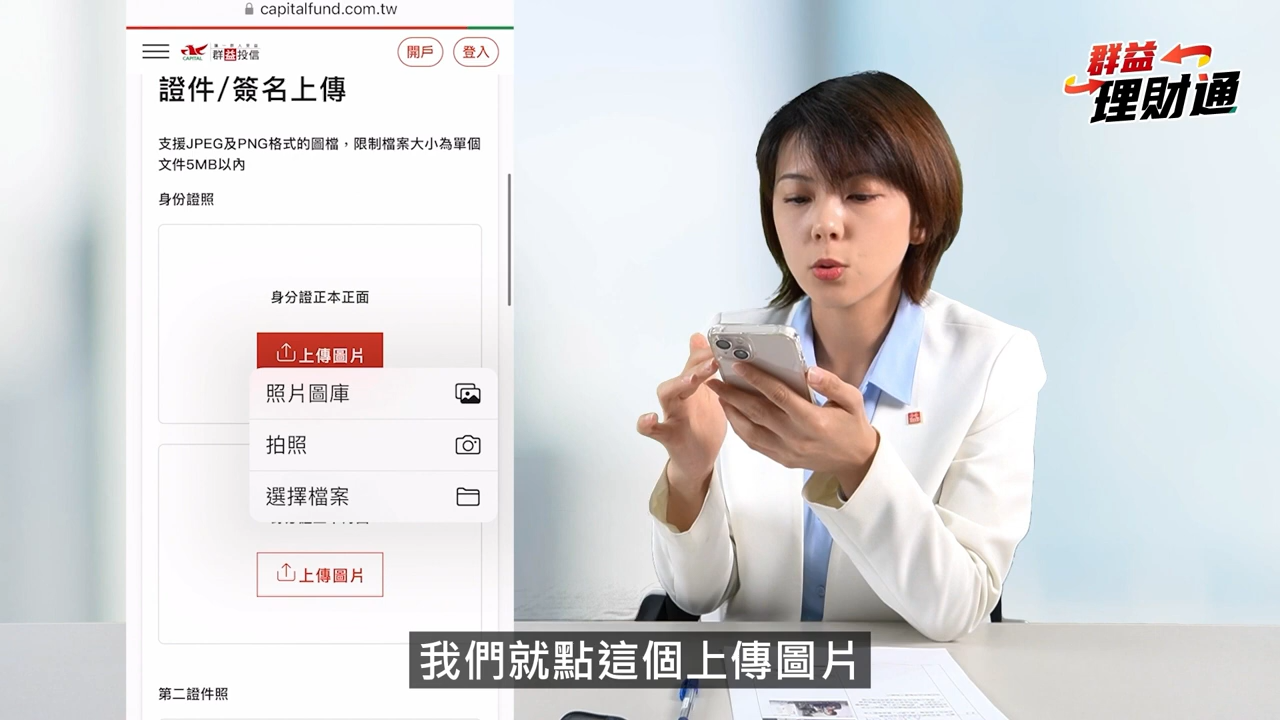 capitalfund.com.tw
CAPITAL
群益投信
開戶
登入
證件/簽名上傳
支援JPEG及PNG格式的圖檔，限制檔案大小為單個
文件5MB以內
身份證照
身分證正本正面
上傳圖片
照片圖庫
拍照
選擇檔案
上傳圖片
第二證件照
群益
理財通
我們就點這個上傳圖片